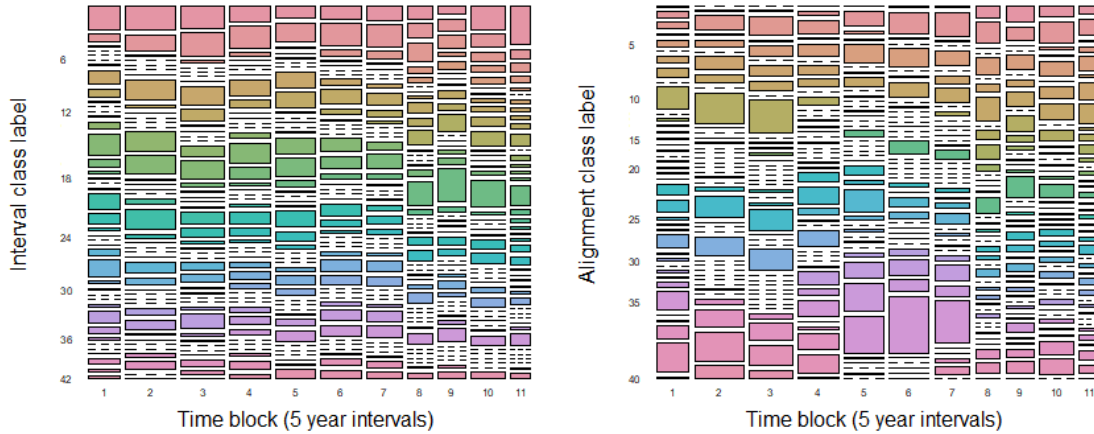 Interval class label
6
12
18
24
30
36
42
1 2 3 4 5 6 7 8 9 10 11
Time block (5 year intervals)
Alignment class label
5
10
15
20
25
30
35
40
1 2 3 4 5 6 7 8 9 10 11
Time block (5 year intervals)